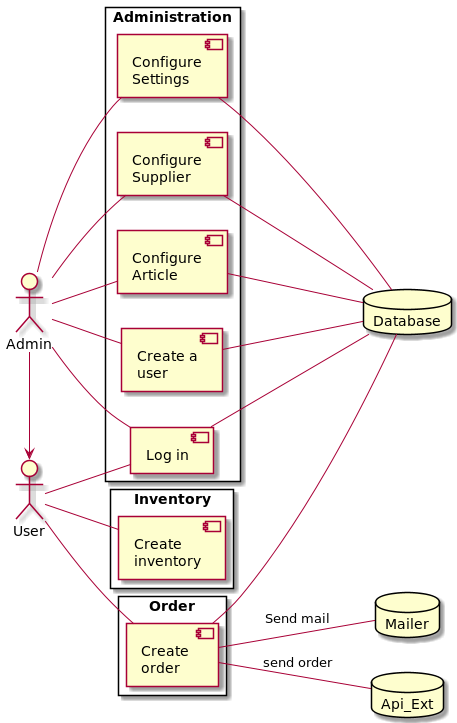 Administration
Configure
Settings
Configure
Supplier
Configure
Article
Create a
user
Log in
Admin
User
Database
Inventory
Create
inventory
Order
Create
order
Send mail
send order
Mailer
Api_Ext